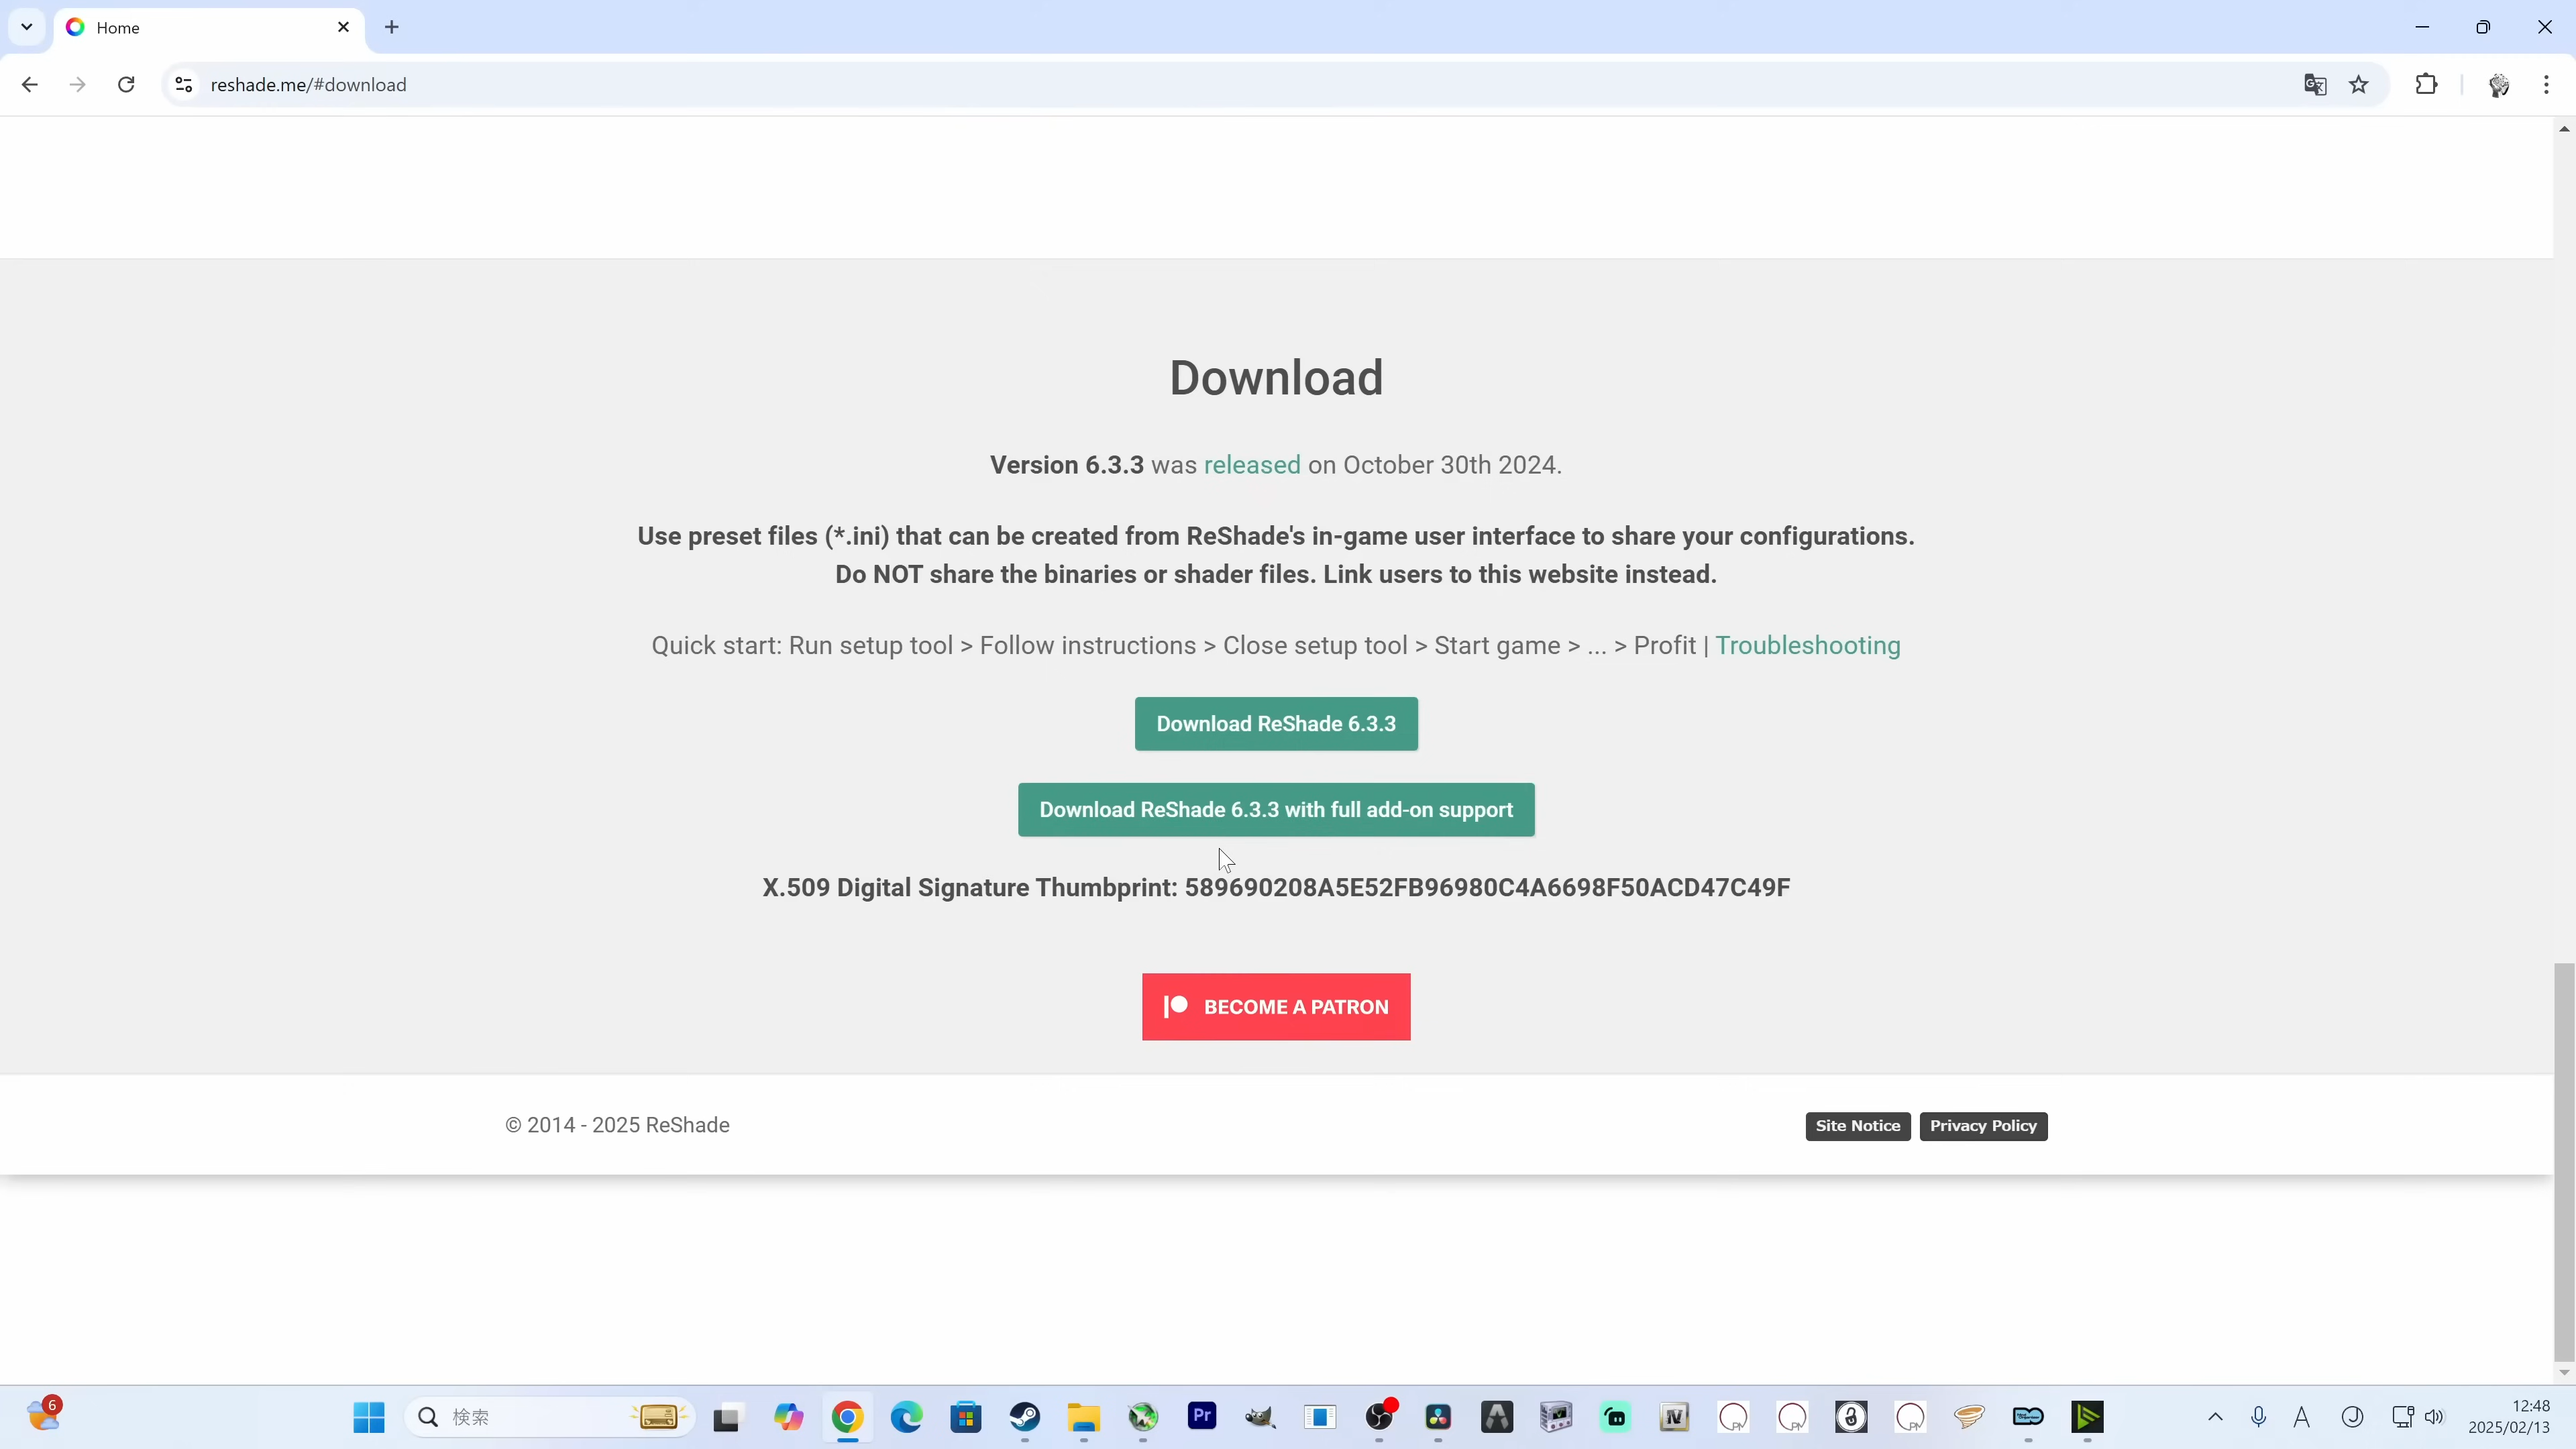 Home
reshade.me/#download
Download
Version 6.3.3 was released on October 30th 2024.
Use preset files (*.ini) that can be created from ReShade's in-game user interface to share your configurations.
Do NOT share the binaries or shader files. Link users to this website instead.
Quick start: Run setup tool > Follow instructions > Close setup tool > Start game > ... > Profit | Troubleshooting
Download ReShade 6.3.3
Download ReShade 6.3.3 with full add-on support
X.509 Digital Signature Thumbprint: 589690208A5E52FB96980C4A6698F50ACD47C49F
BECOME A PATRON
© 2014 - 2025 ReShade
Site Notice
Privacy Policy
6
検索
Pr
A
J
12:48
2025/02/13